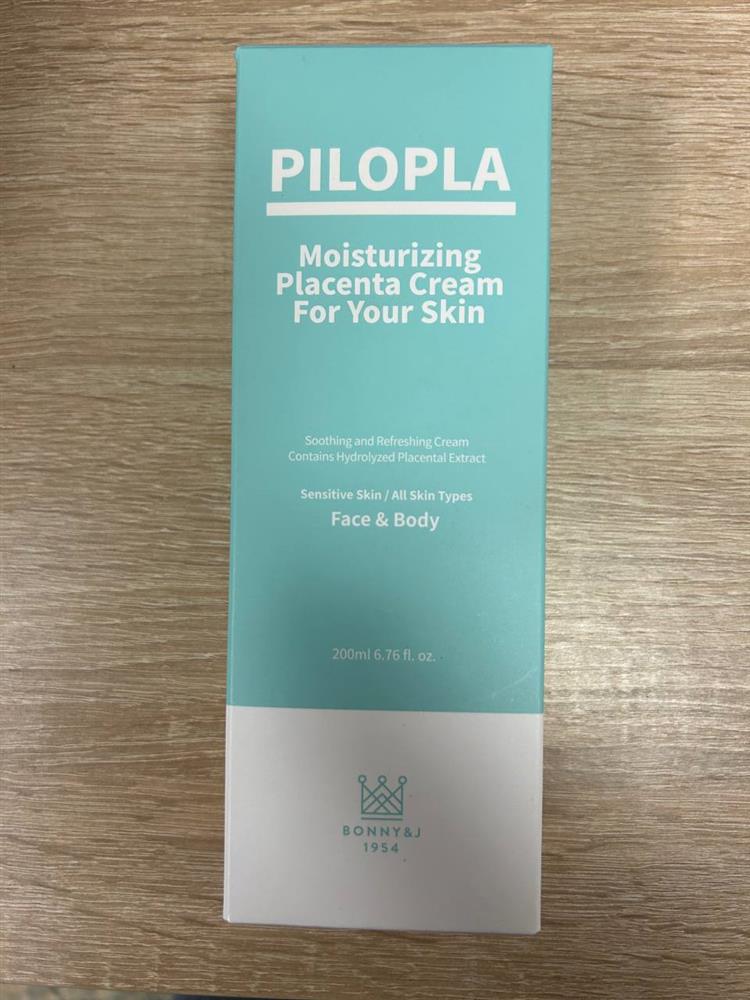 PILOPLA
Moisturizing
Placenta Cream
For Your Skin
Soothing and Refreshing Cream
Contains Hydrolyzed Placental Extract
Sensitive Skin / All Skin Types
Face & Body
200ml 6.76 fl. oz.
BONNY&J
1954